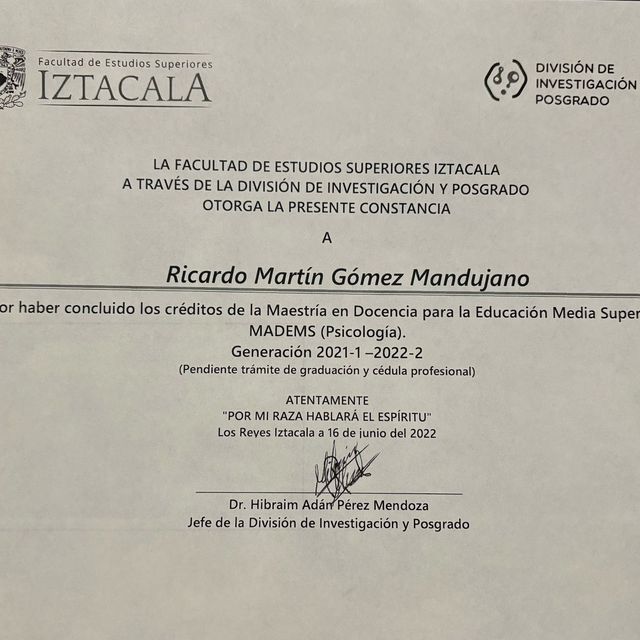 Facultad de Estudios Superiores
IZTACALA
DIVISIÓN DE
INVESTIGACIÓN
POSGRADO
LA FACULTAD DE ESTUDIOS SUPERIORES IZTACALA
A TRAVÉS DE LA DIVISIÓN DE INVESTIGACIÓN Y POSGRADO
OTORGA LA PRESENTE CONSTANCIA
A
Ricardo Martín Gómez Mandujano
or haber concluido los créditos de la Maestría en Docencia para la Educación Media Super
MADEMS (Psicología).
Generación 2021-1 –2022-2
(Pendiente trámite de graduación y cédula profesional)
ATENTAMENTE
"POR MI RAZA HABLARÁ EL ESPÍRITU"
Los Reyes Iztacala a 16 de junio del 2022
Dr. Hibraim Adán Pérez Mendoza
Jefe de la División de Investigación y Posgrado